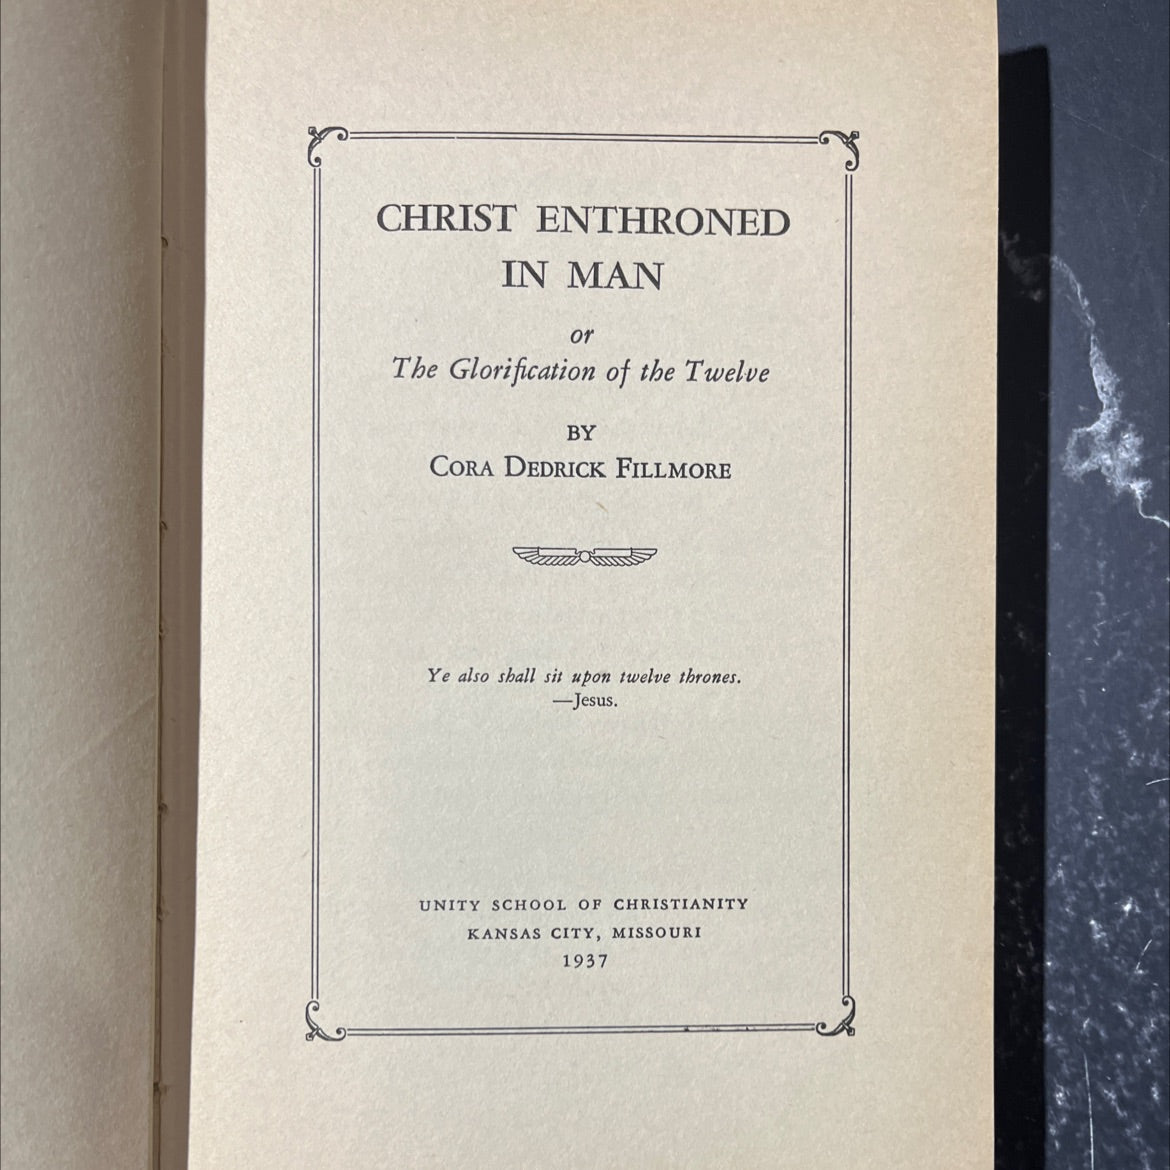 CHRIST ENTHRONED
IN MAN
or
The Glorification of the Twelve
BY
CORA DEDRICK FILLMORE
Ye also shall sit upon twelve thrones.
—Jesus.
UNITY SCHOOL OF CHRISTIANITY
KANSAS CITY, MISSOURI
1937